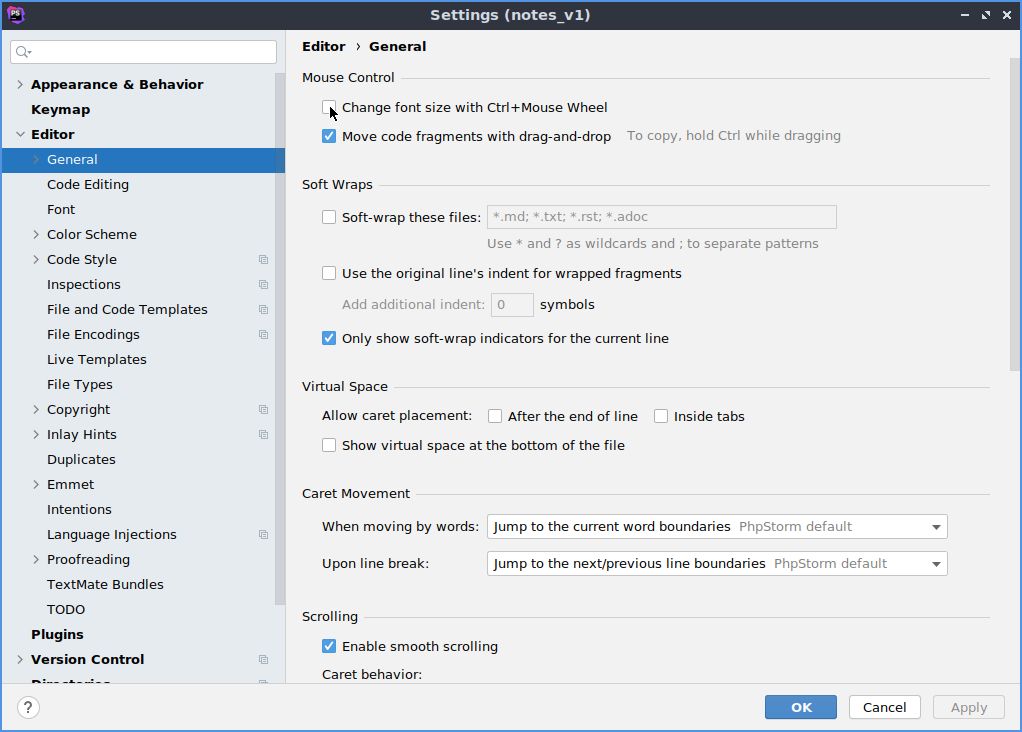 PS
Settings (notes_v1)
Editor › General
Appearance & Behavior
Keymap
Editor
General
Code Editing
Font
Color Scheme
Code Style
Inspections
File and Code Templates
File Encodings
Live Templates
File Types
Copyright
Inlay Hints
Duplicates
Emmet
Intentions
Language Injections
Proofreading
TextMate Bundles
TODO
Plugins
Version Control
Directories
Mouse Control
Change font size with Ctrl+Mouse Wheel
Move code fragments with drag-and-drop To copy, hold Ctrl while dragging
Soft Wraps
Soft-wrap these files: *.md; *.txt; *.rst; *.adoc
Use * and ? as wildcards and ; to separate patterns
Use the original line's indent for wrapped fragments
Add additional indent: 0 symbols
Only show soft-wrap indicators for the current line
Virtual Space
Allow caret placement: After the end of line Inside tabs
Show virtual space at the bottom of the file
Caret Movement
When moving by words: Jump to the current word boundaries PhpStorm default
Upon line break: Jump to the next/previous line boundaries PhpStorm default
Scrolling
Enable smooth scrolling
Caret behavior:
? OK Cancel Apply